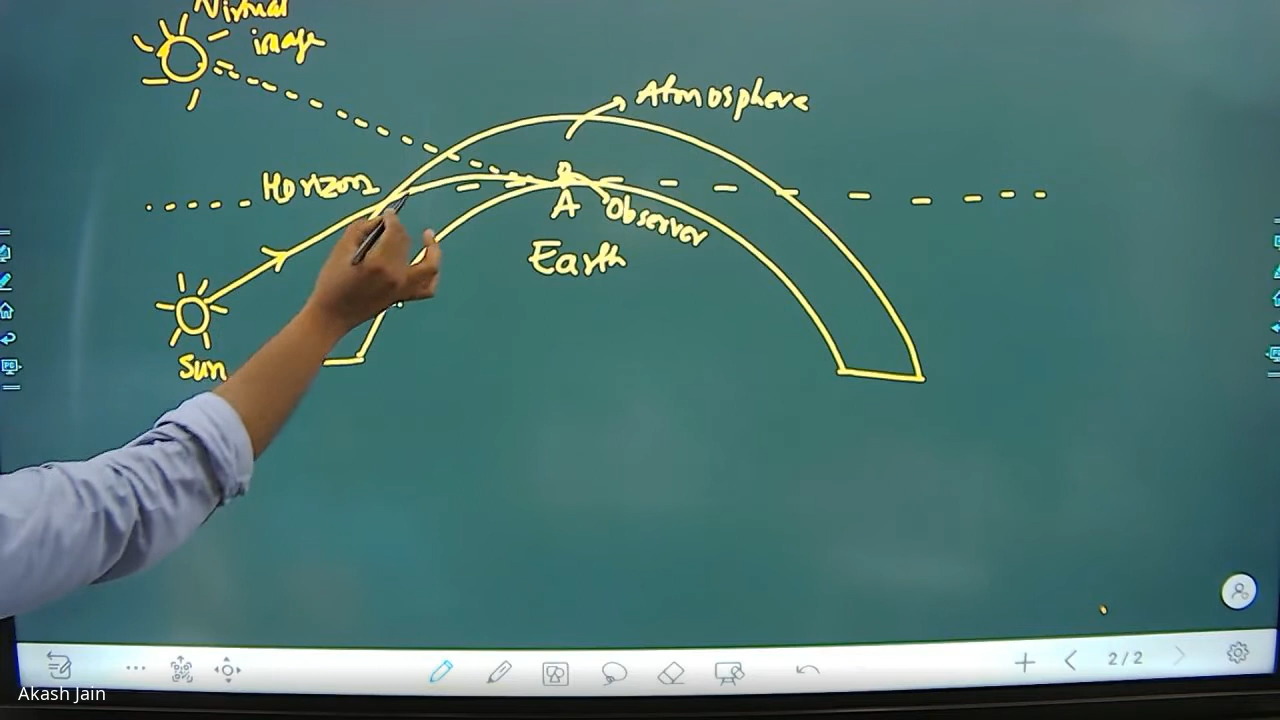 Virtual
image
Atmosphere
Horizon
A Observer
Earth
Sun
2/2
Akash Jain